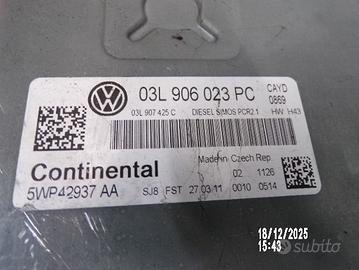 03L 906 023 PC
CAYD
0869
03L 907 425 C
DIESEL SIMOS PCR2.1
HW H43
Continental
5WP42937 AA
Made in Czech Rep.
02 1126
SJ8 FST 27.03.11 0010 0514
18/12/2025
15:43
subito